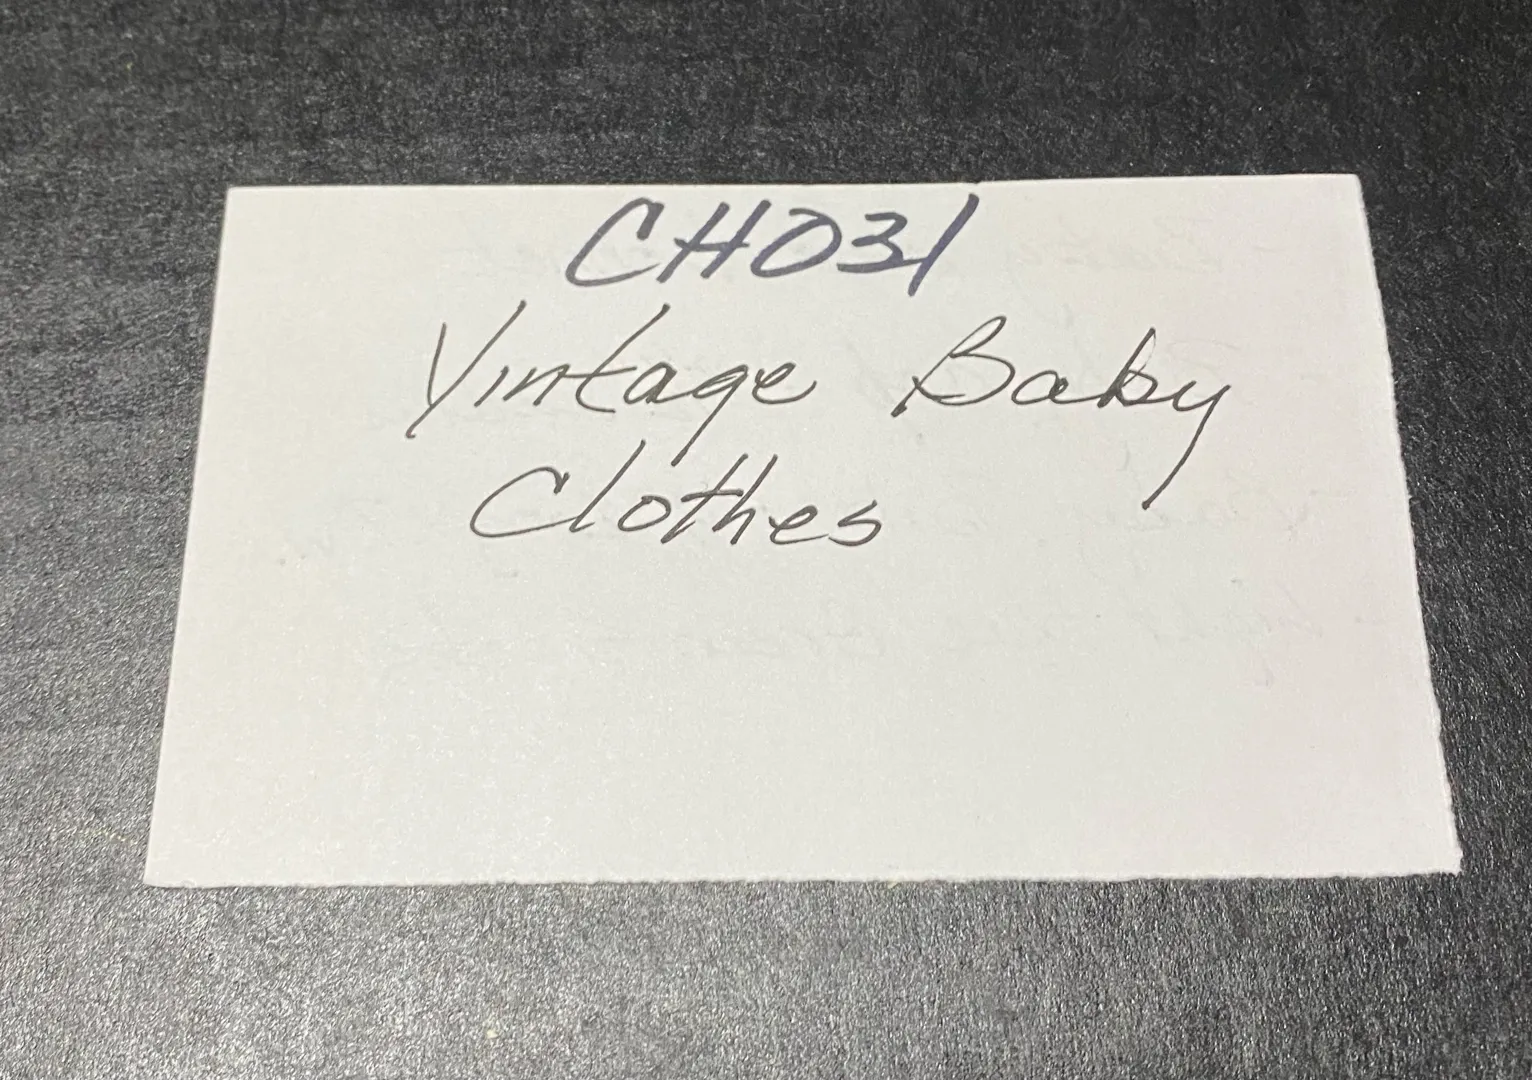 CH031
Vintage Baby
Clothes